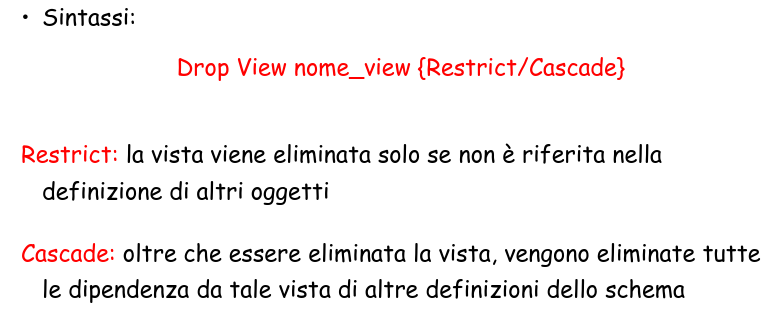 • Sintassi:
Drop View nome_view {Restrict/Cascade}
Restrict: la vista viene eliminata solo se non è riferita nella
definizione di altri oggetti
Cascade: oltre che essere eliminata la vista, vengono eliminate tutte
le dipendenza da tale vista di altre definizioni dello schema